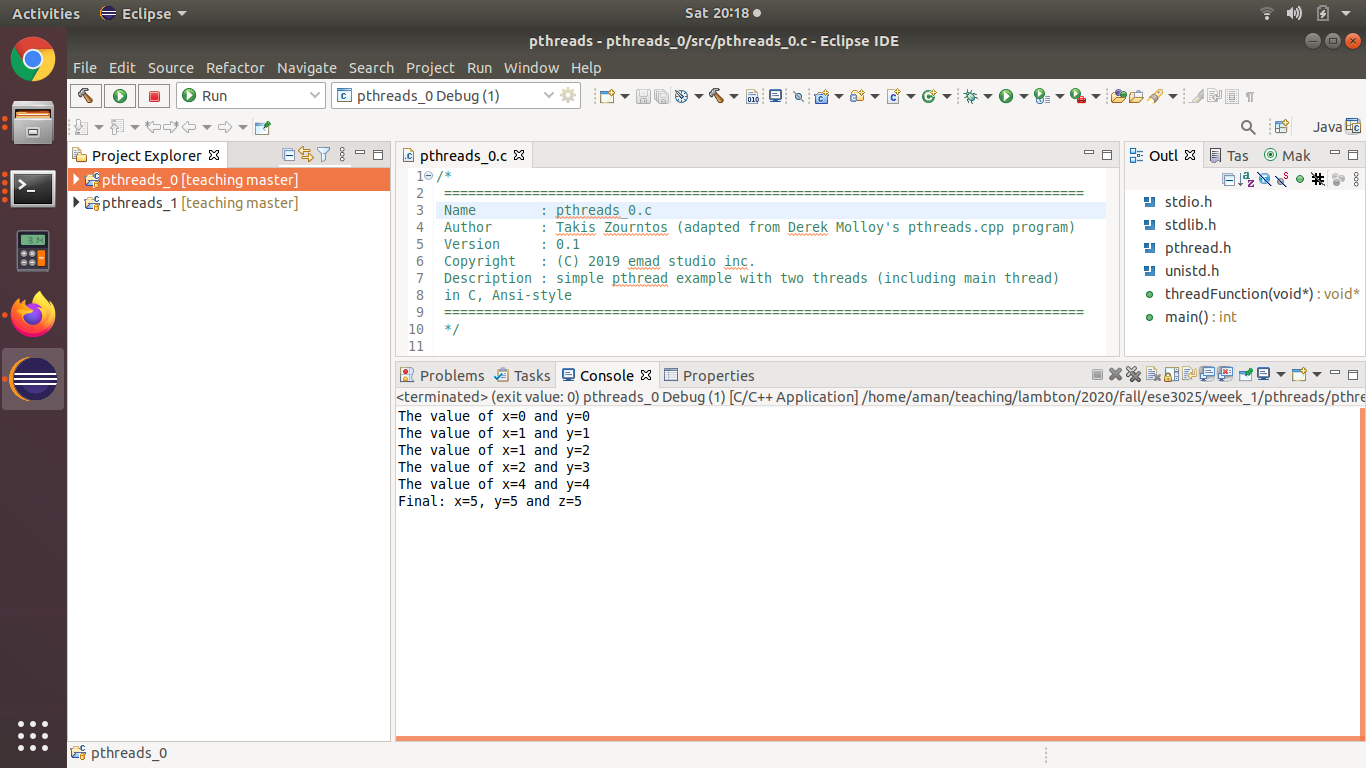 Activities Eclipse Sat 20:18
pthreads - pthreads_0/src/pthreads_0.c - Eclipse IDE
File Edit Source Refactor Navigate Search Project Run Window Help
Run pthreads_0 Debug (1)
Java
Project Explorer
pthreads_0 [teaching master]
pthreads_1 [teaching master]
pthreads_0.c
1 /*
2 ================================================================================
3 Name : pthreads_0.c
4 Author : Takis Zourntos (adapted from Derek Molloy's pthreads.cpp program)
5 Version : 0.1
6 Copyright : (C) 2019 emad studio inc.
7 Description : simple pthread example with two threads (including main thread)
8 in C, Ansi-style
9 ================================================================================
10 */
11
Outl Tas Mak
stdio.h
stdlib.h
pthread.h
unistd.h
threadFunction(void*) : void*
main() : int
Problems Tasks Console Properties
<terminated> (exit value: 0) pthreads_0 Debug (1) [C/C++ Application] /home/aman/teaching/lambton/2020/fall/ese3025/week_1/pthreads/pthre
The value of x=0 and y=0
The value of x=1 and y=1
The value of x=1 and y=2
The value of x=2 and y=3
The value of x=4 and y=4
Final: x=5, y=5 and z=5
pthreads_0